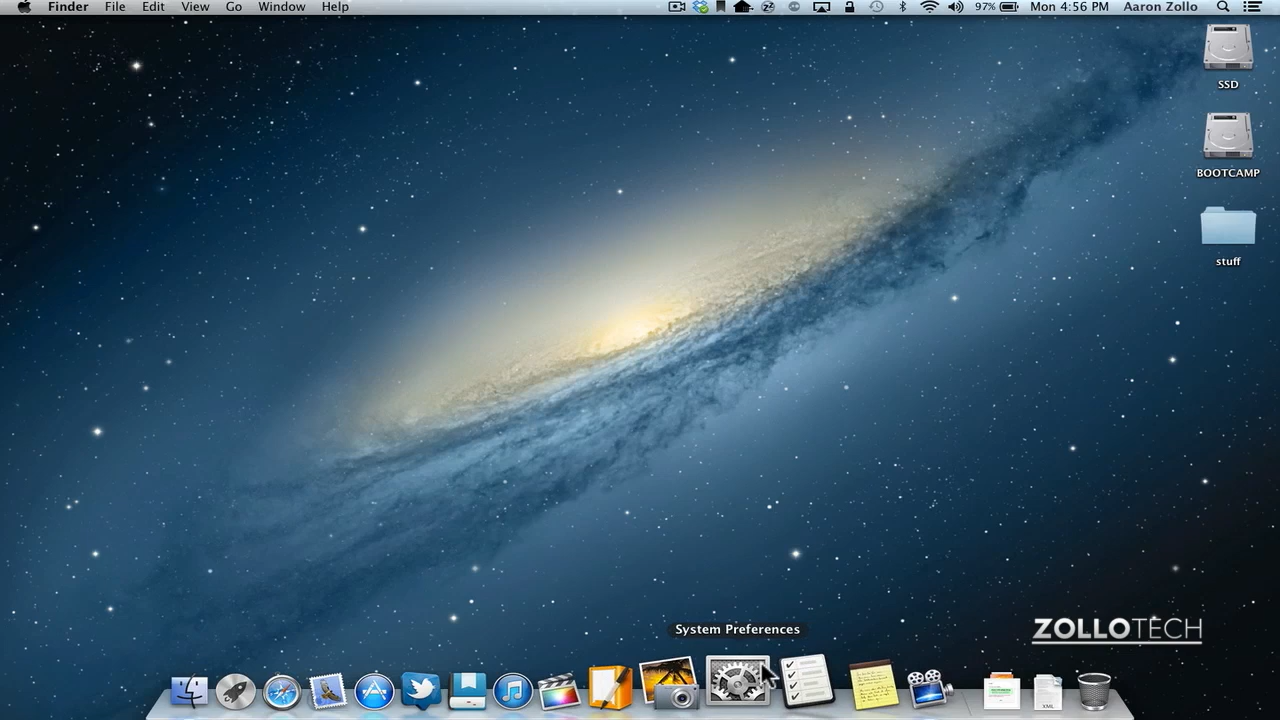 Finder File Edit View Go Window Help 97% Mon 4:56 PM Aaron Zollo
SSD
BOOTCAMP
stuff
System Preferences
ZOLLOTECH
XML